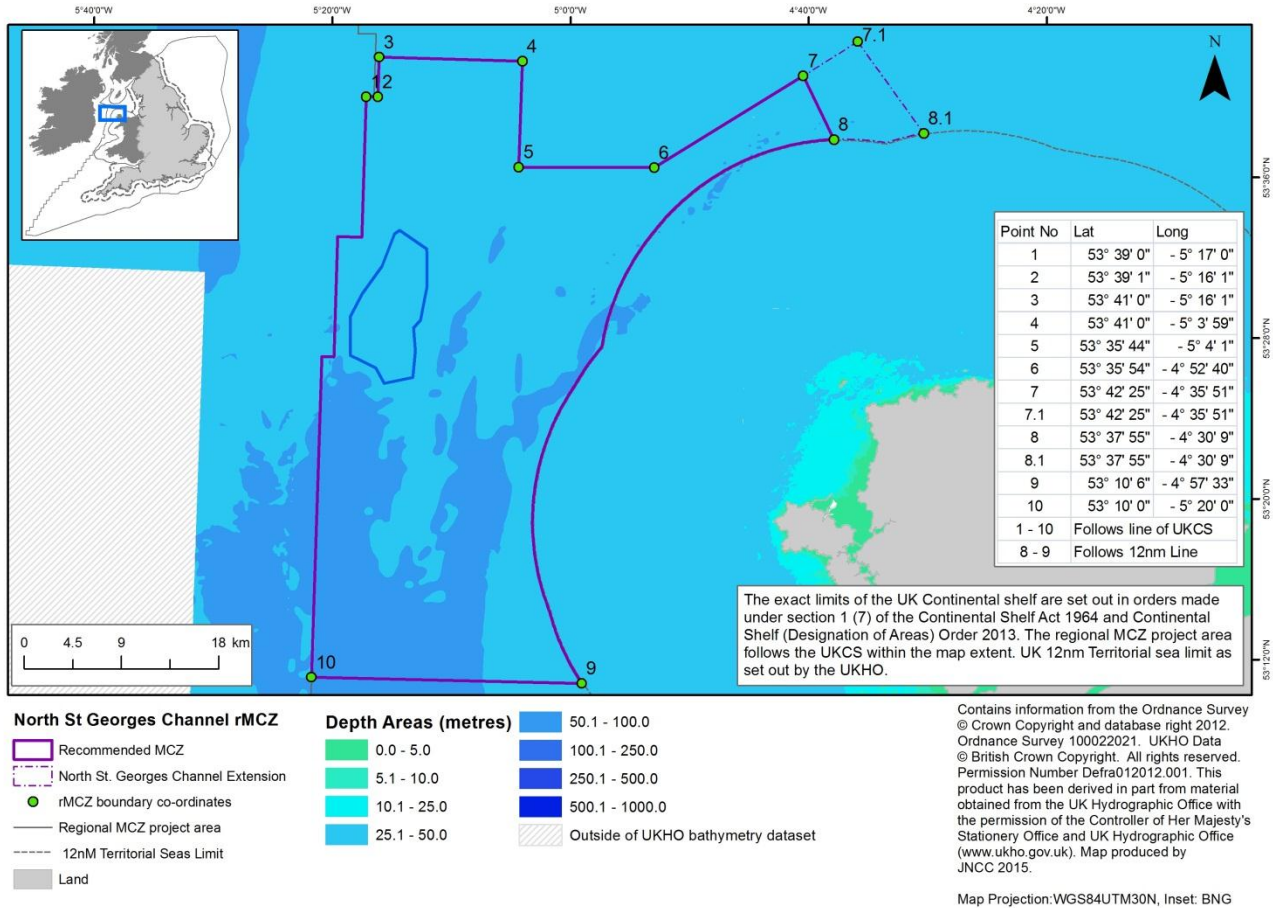 5°40'0"W 5°20'0"W 5°0'0"W 4°40'0"W 4°20'0"W
7.1
3
4
N
7
1 2
8
8.1
5
6
53°36'0"N
53°28'0"N
53°20'0"N
53°12'0"N
Point No Lat Long
1 53° 39' 0" - 5° 17' 0"
2 53° 39' 1" - 5° 16' 1"
3 53° 41' 0" - 5° 16' 1"
4 53° 41' 0" - 5° 3' 59"
5 53° 35' 44" - 5° 4' 1"
6 53° 35' 54" - 4° 52' 40"
7 53° 42' 25" - 4° 35' 51"
7.1 53° 42' 25" - 4° 35' 51"
8 53° 37' 55" - 4° 30' 9"
8.1 53° 37' 55" - 4° 30' 9"
9 53° 10' 6" - 4° 57' 33"
10 53° 10' 0" - 5° 20' 0"
1 - 10 Follows line of UKCS
8 - 9 Follows 12nm Line
The exact limits of the UK Continental shelf are set out in orders made
under section 1 (7) of the Continental Shelf Act 1964 and Continental
Shelf (Designation of Areas) Order 2013. The regional MCZ project area
follows the UKCS within the map extent. UK 12nm Territorial sea limit as
set out by the UKHO.
0 4.5 9 18 km
10
9
North St Georges Channel rMCZ
Recommended MCZ
North St. Georges Channel Extension
rMCZ boundary co-ordinates
Regional MCZ project area
12nM Territorial Seas Limit
Land
Depth Areas (metres)
0.0 - 5.0
5.1 - 10.0
10.1 - 25.0
25.1 - 50.0
50.1 - 100.0
100.1 - 250.0
250.1 - 500.0
500.1 - 1000.0
Outside of UKHO bathymetry dataset
Contains information from the Ordnance Survey
© Crown Copyright and database right 2012.
Ordnance Survey 100022021. UKHO Data
© British Crown Copyright. All rights reserved.
Permission Number Defra012012.001. This
product has been derived in part from material
obtained from the UK Hydrographic Office with
the permission of the Controller of Her Majesty's
Stationery Office and UK Hydrographic Office
(www.ukho.gov.uk). Map produced by
JNCC 2015.
Map Projection:WGS84UTM30N, Inset: BNG